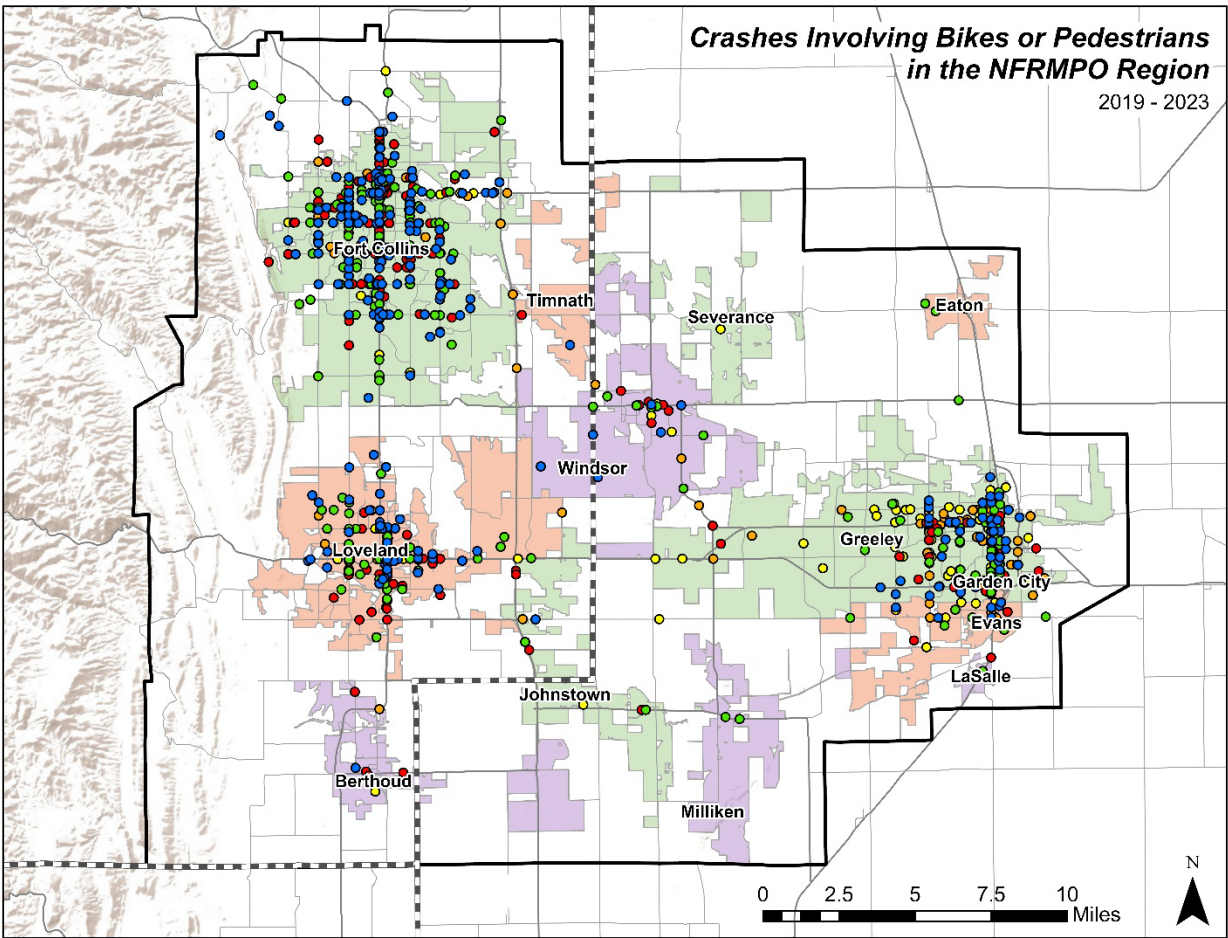 Crashes Involving Bikes or Pedestrians
in the NFRMPO Region
2019 - 2023
Fort Collins
Timnath
Severance
Eaton
Windsor
Loveland
Greeley
Garden City
Evans
LaSalle
Johnstown
Berthoud
Milliken
N
0 2.5 5 7.5 10
Miles